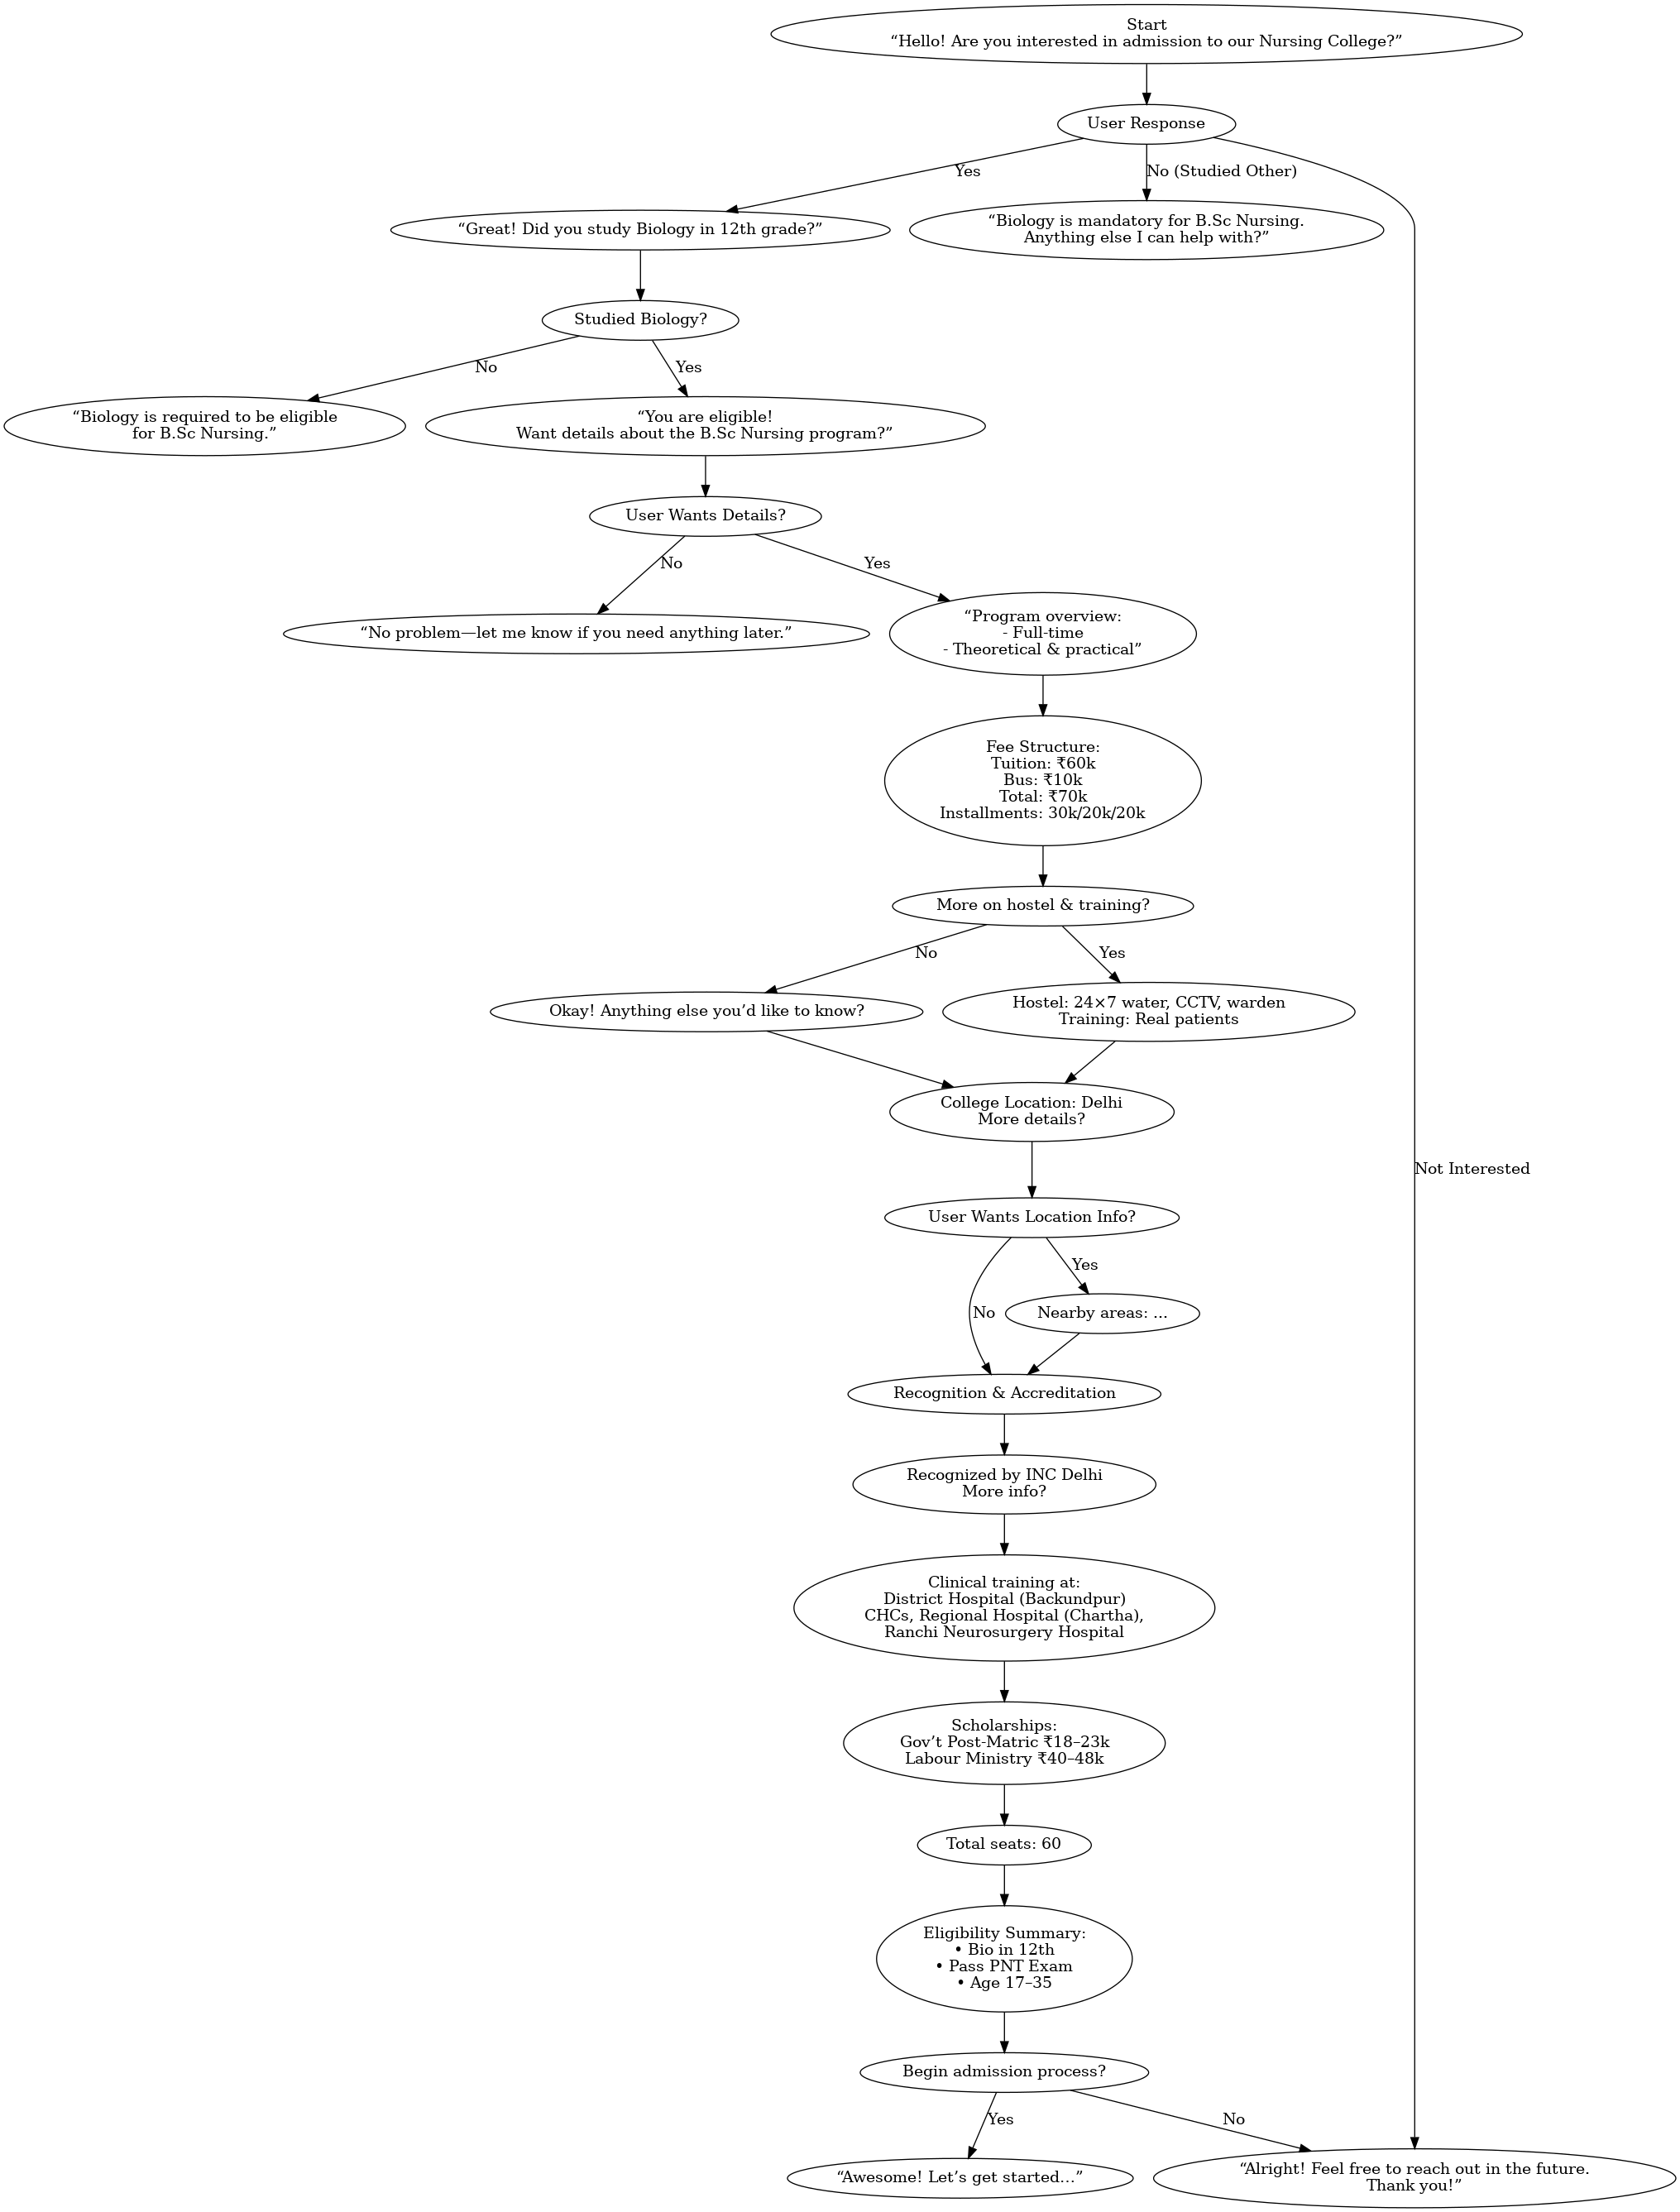 Start
“Hello! Are you interested in admission to our Nursing College?”
User Response
Yes
No (Studied Other)
“Great! Did you study Biology in 12th grade?”
“Biology is mandatory for B.Sc Nursing.
Anything else I can help with?”
Studied Biology?
No
Yes
“Biology is required to be eligible
for B.Sc Nursing.”
“You are eligible!
Want details about the B.Sc Nursing program?”
User Wants Details?
No
Yes
“No problem—let me know if you need anything later.”
“Program overview:
- Full-time
- Theoretical & practical”
Fee Structure:
Tuition: ₹60k
Bus: ₹10k
Total: ₹70k
Installments: 30k/20k/20k
More on hostel & training?
No
Yes
Okay! Anything else you’d like to know?
Hostel: 24×7 water, CCTV, warden
Training: Real patients
College Location: Delhi
More details?
Not Interested
User Wants Location Info?
Yes
No
Nearby areas: ...
Recognition & Accreditation
Recognized by INC Delhi
More info?
Clinical training at:
District Hospital (Backundpur)
CHCs, Regional Hospital (Chartha),
Ranchi Neurosurgery Hospital
Scholarships:
Gov’t Post-Matric ₹18–23k
Labour Ministry ₹40–48k
Total seats: 60
Eligibility Summary:
• Bio in 12th
• Pass PNT Exam
• Age 17–35
Begin admission process?
Yes
No
“Awesome! Let’s get started...”
“Alright! Feel free to reach out in the future.
Thank you!”